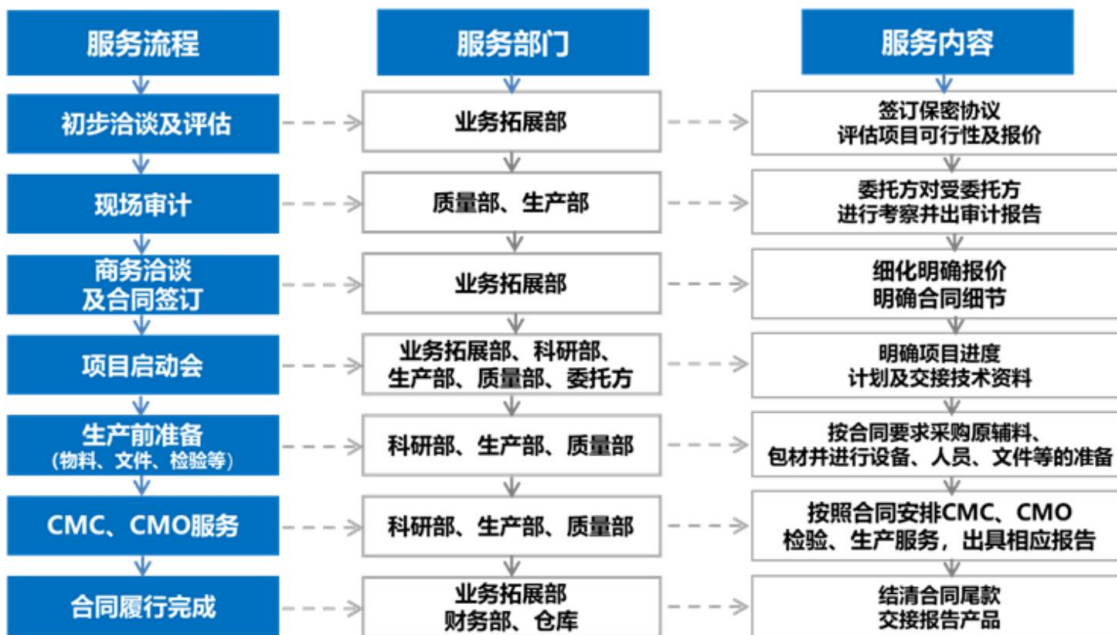 服务流程
服务部门
服务内容
初步洽谈及评估
业务拓展部
签订保密协议
评估项目可行性及报价
现场审计
质量部、生产部
委托方对受委托方
进行考察并出审计报告
商务洽谈
及合同签订
业务拓展部
细化明确报价
明确合同细节
项目启动会
业务拓展部、科研部、
生产部、质量部、委托方
明确项目进度
计划及交接技术资料
生产前准备
(物料、文件、检验等)
科研部、生产部、质量部
按合同要求采购原辅料、
包材并进行设备、人员、文件等的准备
CMC、CMO服务
科研部、生产部、质量部
按照合同安排CMC、CMO
检验、生产服务，出具相应报告
合同履行完成
业务拓展部
财务部、仓库
结清合同尾款
交接报告产品